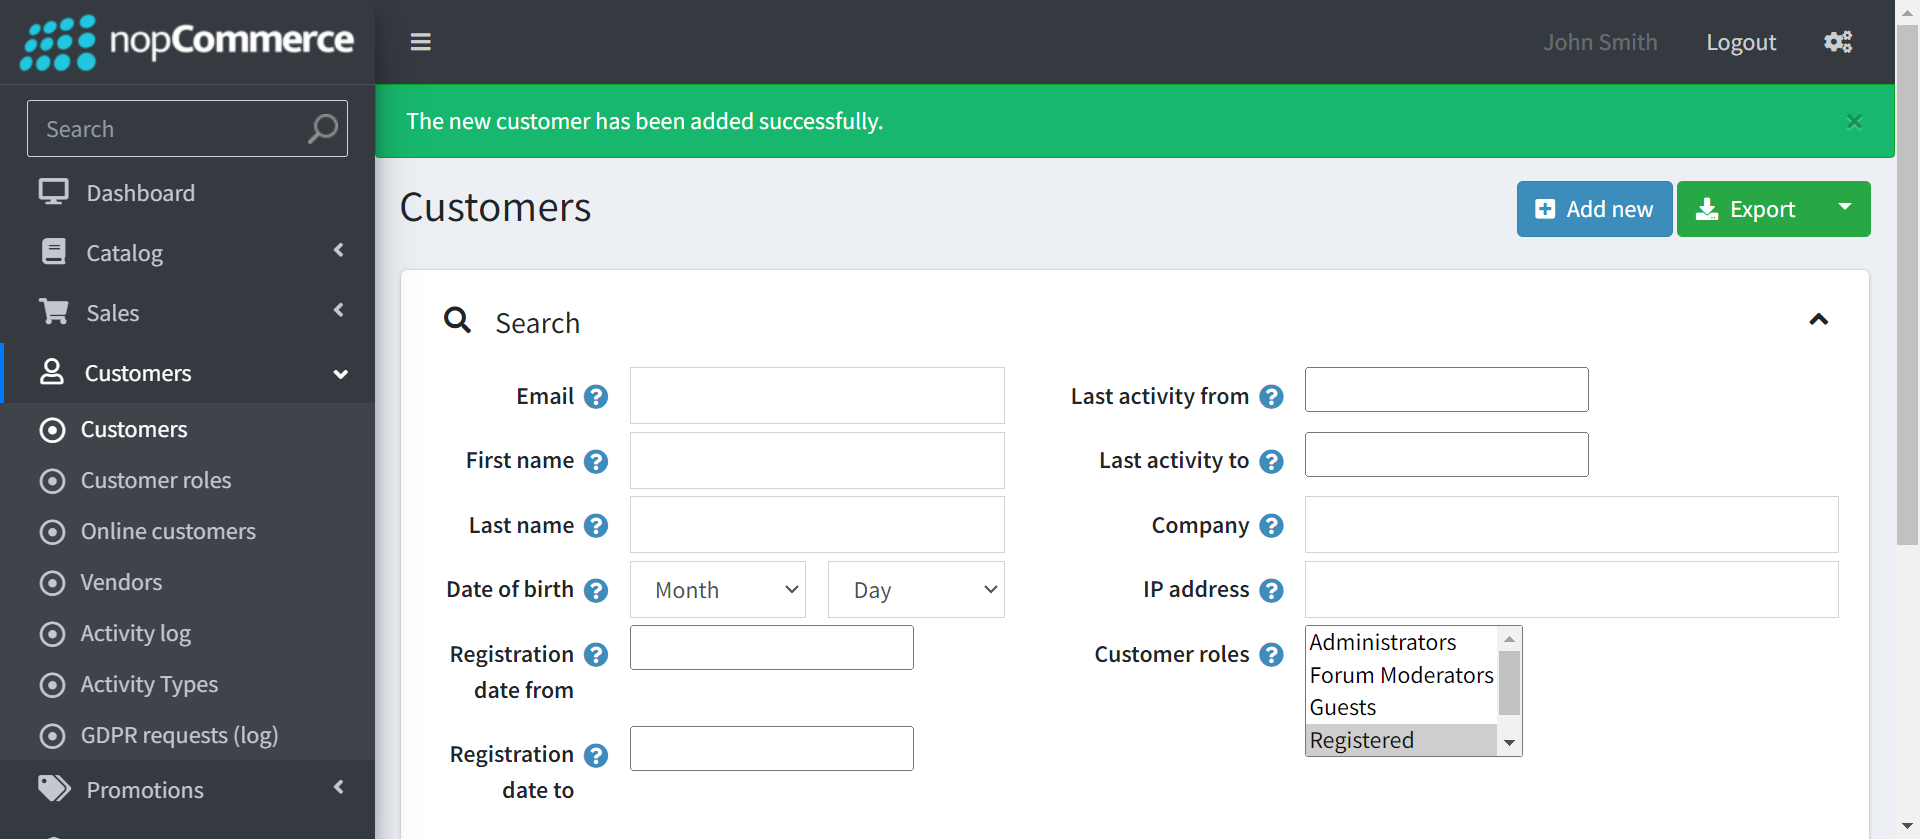 nopCommerce
John Smith
Logout
Search
The new customer has been added successfully.
Dashboard
Catalog
Sales
Customers
Customers
Customer roles
Online customers
Vendors
Activity log
Activity Types
GDPR requests (log)
Promotions
Customers
Add new
Export
Search
Email
First name
Last name
Date of birth
Month
Day
Registration
date from
Registration
date to
Last activity from
Last activity to
Company
IP address
Customer roles
Administrators
Forum Moderators
Guests
Registered